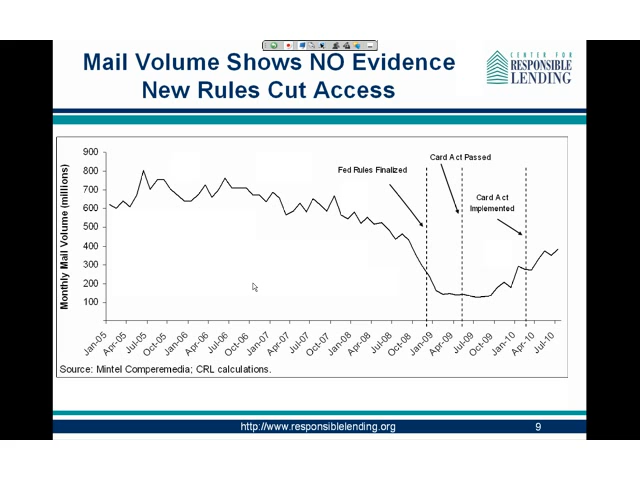 Mail Volume Shows NO Evidence
New Rules Cut Access
CENTER FOR
RESPONSIBLE
LENDING
Card Act Passed
Fed Rules Finalized
Card Act
Implemented
Monthly Mail Volume (millions)
900
800
700
600
500
400
300
200
100
Jan-05 Apr-05 Jul-05 Oct-05 Jan-06 Apr-06 Jul-06 Oct-06 Jan-07 Apr-07 Jul-07 Oct-07 Jan-08 Apr-08 Jul-08 Oct-08 Jan-09 Apr-09 Jul-09 Oct-09 Jan-10 Apr-10 Jul-10
Source: Mintel Comperemedia; CRL calculations.
http://www.responsiblelending.org 9